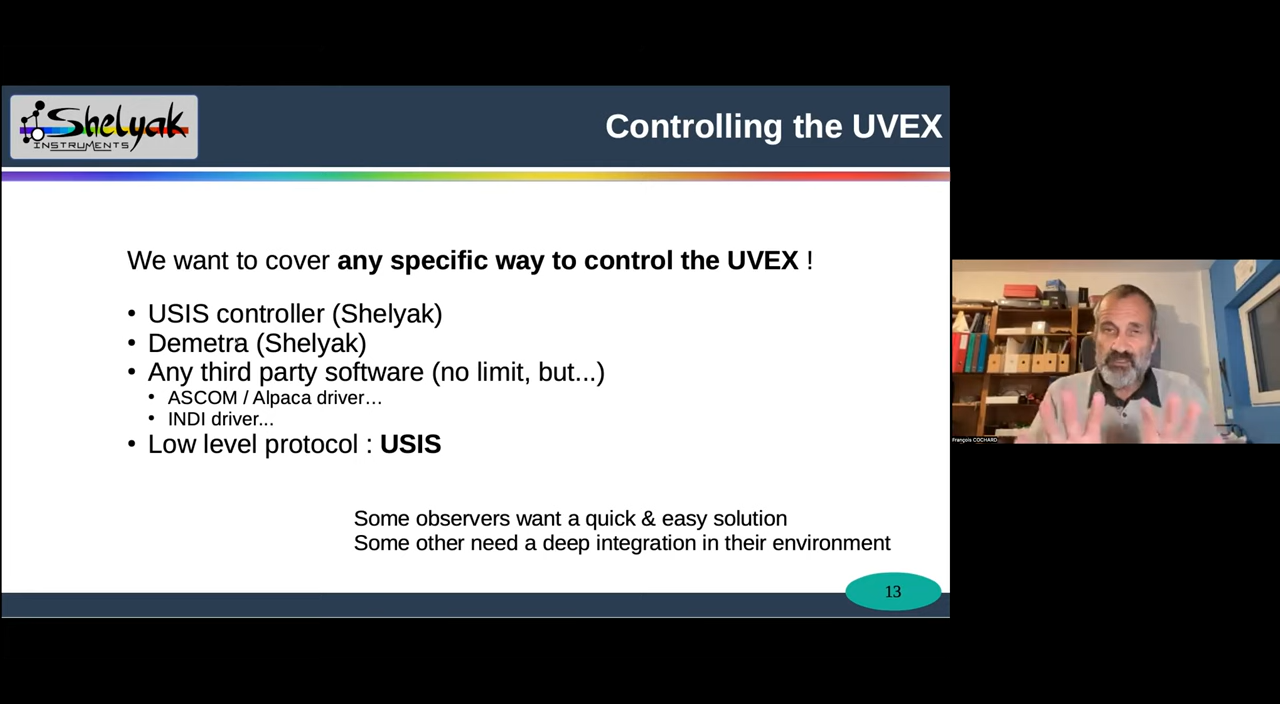 Shelyak
INSTRUMENTS
Controlling the UVEX
We want to cover any specific way to control the UVEX !
• USIS controller (Shelyak)
• Demetra (Shelyak)
• Any third party software (no limit, but...)
• ASCOM / Alpaca driver…
• INDI driver...
• Low level protocol : USIS
Some observers want a quick & easy solution
Some other need a deep integration in their environment
13
François COCHARD